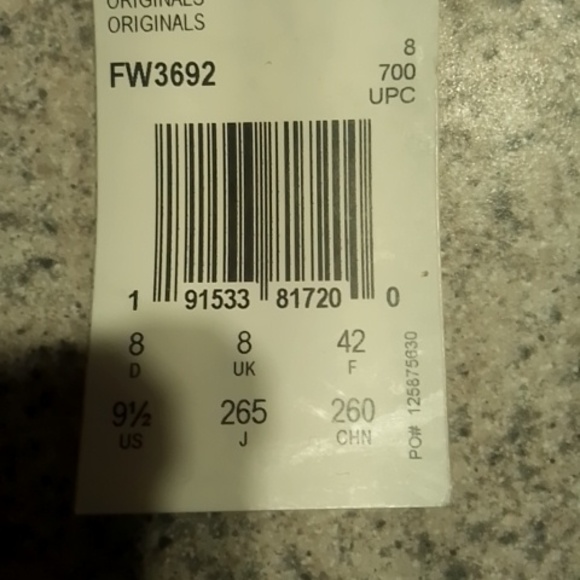 ORIGINALS
ORIGINALS
FW3692
8
700
UPC
1 91533 81720 0
8 8 42
D UK F
9½ 265 260
US J CHN
PO# 125875630